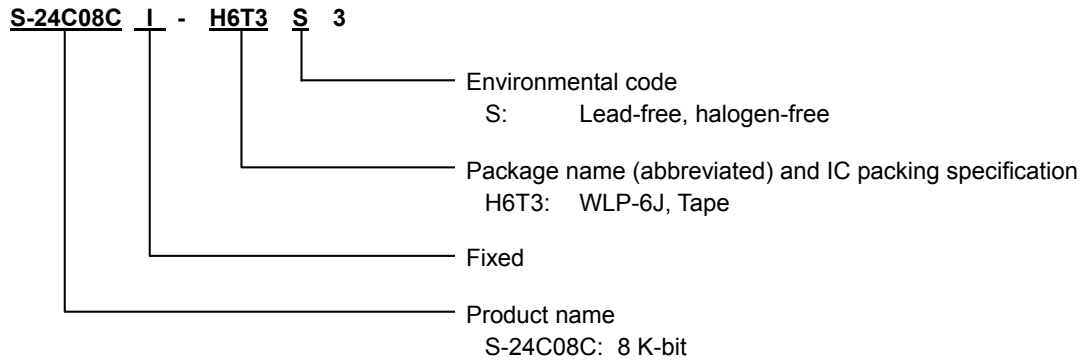 S-24C08C I - H6T3 S 3
Environmental code
S: Lead-free, halogen-free
Package name (abbreviated) and IC packing specification
H6T3: WLP-6J, Tape
Fixed
Product name
S-24C08C: 8 K-bit